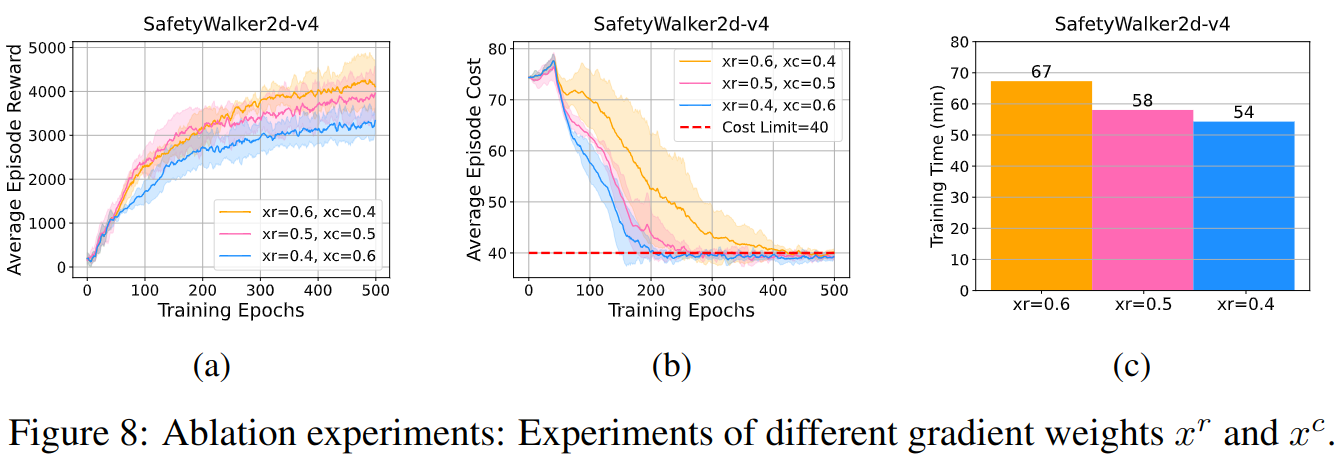 SafetyWalker2d-v4
Average Episode Reward
5000
4000
3000
2000
1000
0
xr=0.6, xc=0.4
xr=0.5, xc=0.5
xr=0.4, xc=0.6
0 100 200 300 400 500
Training Epochs
(a)
SafetyWalker2d-v4
Average Episode Cost
80
70
60
50
40
xr=0.6, xc=0.4
xr=0.5, xc=0.5
xr=0.4, xc=0.6
Cost Limit=40
0 100 200 300 400 500
Training Epochs
(b)
SafetyWalker2d-v4
Training Time (min)
80
70
60
50
40
30
20
10
0
67
58
54
xr=0.6 xr=0.5 xr=0.4
(c)
Figure 8: Ablation experiments: Experiments of different gradient weights x^r and x^c.